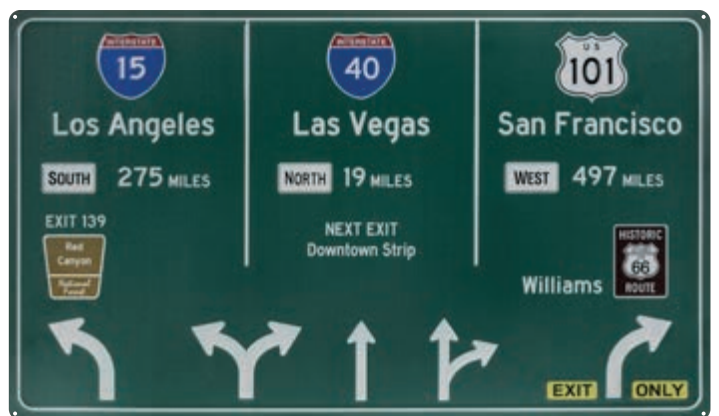 INTERSTATE
15
Los Angeles
SOUTH 275 MILES
EXIT 139
Red
Canyon
National
Forest
INTERSTATE
40
Las Vegas
NORTH 19 MILES
NEXT EXIT
Downtown Strip
US
101
San Francisco
WEST 497 MILES
HISTORIC
66
ROUTE
Williams
EXIT ONLY